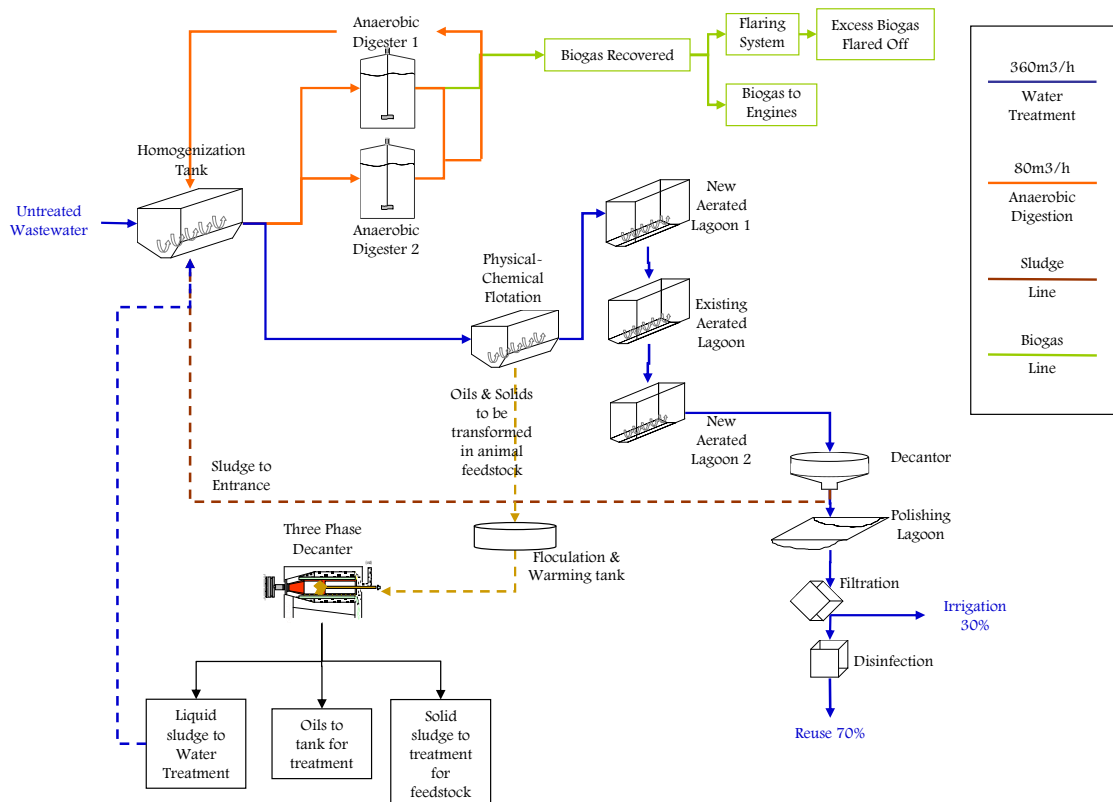 Anaerobic
Digester 1
Flaring
System
Excess Biogas
Flared Off
Biogas Recovered
Biogas to
Engines
360m3/h
Water
Treatment
80m3/h
Anaerobic
Digestion
Sludge
Line
Biogas
Line
Homogenization
Tank
Untreated
Wastewater
Anaerobic
Digester 2
New
Aerated
Lagoon 1
Physical-
Chemical
Flotation
Existing
Aerated
Lagoon
Oils & Solids
to be
transformed
in animal
feedstock
New
Aerated
Lagoon 2
Decantor
Sludge to
Entrance
Polishing
Lagoon
Three Phase
Decanter
Floculation &
Warming tank
Filtration
Irrigation
30%
Disinfection
Reuse 70%
Liquid
sludge to
Water
Treatment
Oils to
tank for
treatment
Solid
sludge to
treatment
for
feedstock